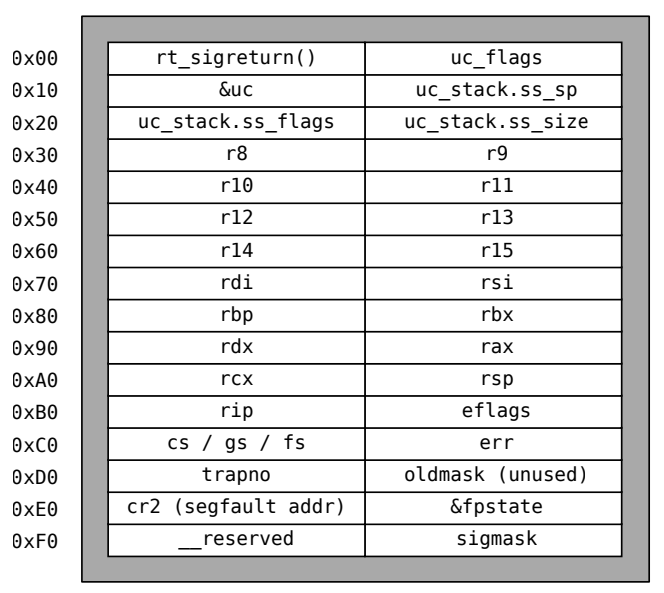 0x00 rt_sigreturn() uc_flags
0x10 &uc uc_stack.ss_sp
0x20 uc_stack.ss_flags uc_stack.ss_size
0x30 r8 r9
0x40 r10 r11
0x50 r12 r13
0x60 r14 r15
0x70 rdi rsi
0x80 rbp rbx
0x90 rdx rax
0xA0 rcx rsp
0xB0 rip eflags
0xC0 cs / gs / fs err
0xD0 trapno oldmask (unused)
0xE0 cr2 (segfault addr) &fpstate
0xF0 __reserved sigmask